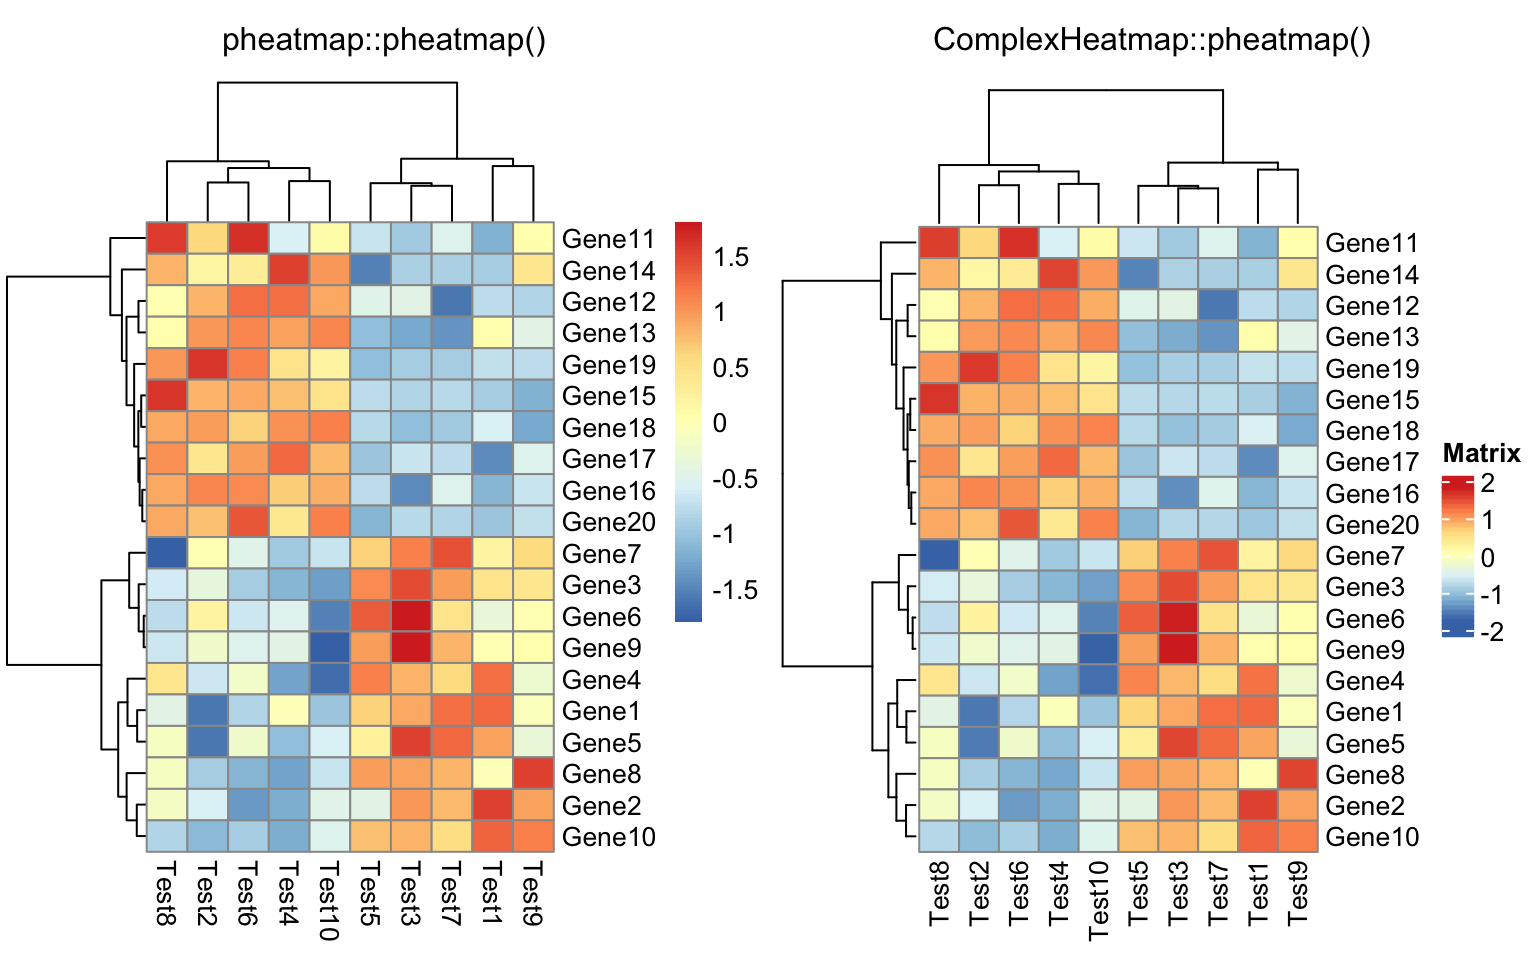 pheatmap::pheatmap()
Gene11
Gene14
Gene12
Gene13
Gene19
Gene15
Gene18
Gene17
Gene16
Gene20
Gene7
Gene3
Gene6
Gene9
Gene4
Gene1
Gene5
Gene8
Gene2
Gene10
Test8
Test2
Test6
Test4
Test10
Test5
Test3
Test7
Test1
Test9
1.5
1
0.5
0
-0.5
-1
-1.5
ComplexHeatmap::pheatmap()
Gene11
Gene14
Gene12
Gene13
Gene19
Gene15
Gene18
Gene17
Gene16
Gene20
Gene7
Gene3
Gene6
Gene9
Gene4
Gene1
Gene5
Gene8
Gene2
Gene10
Test8
Test2
Test6
Test4
Test10
Test5
Test3
Test7
Test1
Test9
Matrix
2
1
0
-1
-2